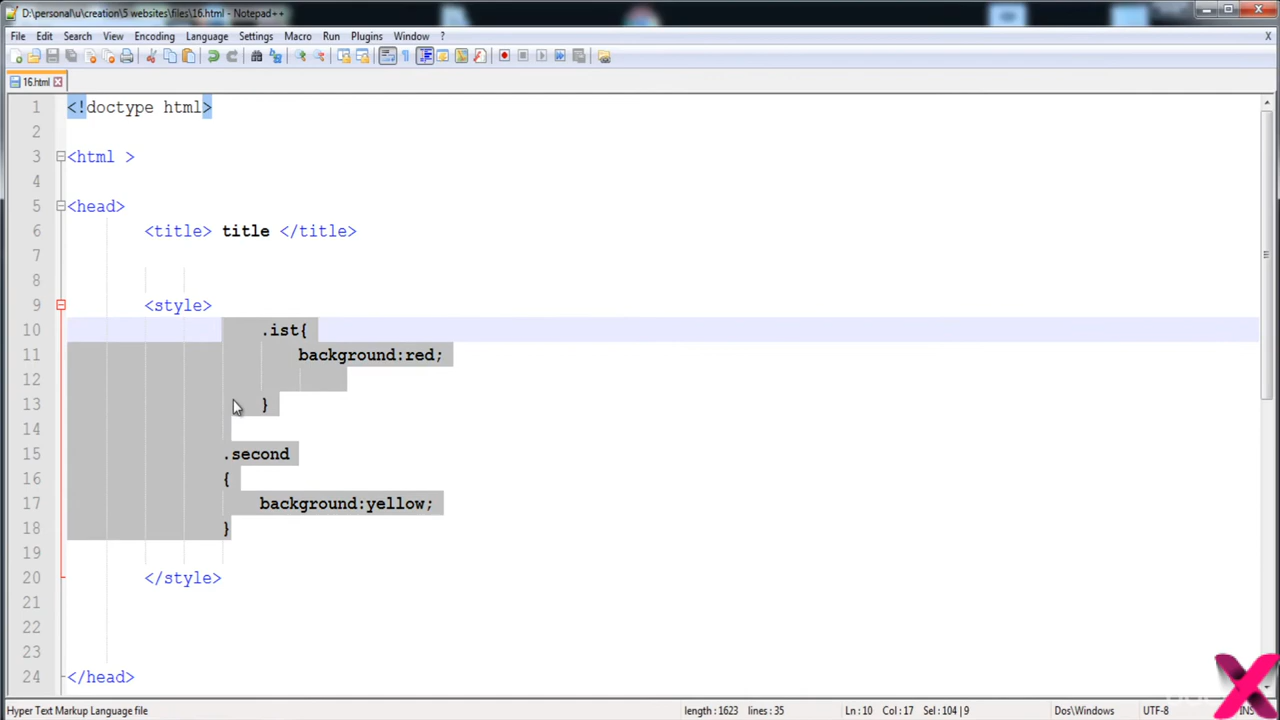 D:\personal\u\creation\5 websites\files\16.html - Notepad++
File Edit Search View Encoding Language Settings Macro Run Plugins Window ? X
16.html
1 <!doctype html>
2
3 <html >
4
5 <head>
6 <title> title </title>
7
8
9 <style>
10 .ist{
11 background:red;
12
13 }
14
15 .second
16 {
17 background:yellow;
18 }
19
20 </style>
21
22
23
24 </head>
Hyper Text Markup Language file length : 1623 lines : 35 Ln : 10 Col : 17 Sel : 104 | 9 Dos\Windows UTF-8 INS